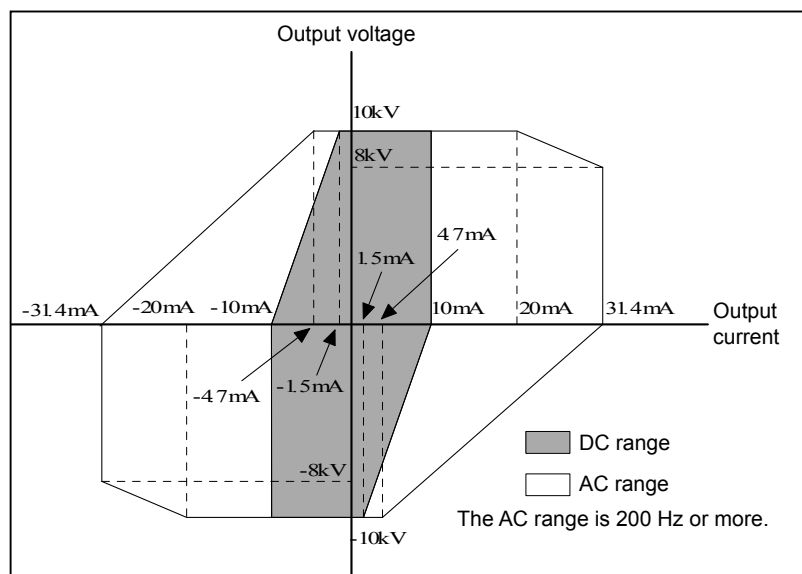 Output voltage
10kV
8kV
4.7mA
1.5mA
-31.4mA
-20mA
-10mA
10mA
20mA
31.4mA
Output
current
-4.7mA
-1.5mA
DC range
-8kV
AC range
The AC range is 200 Hz or more.
-10kV